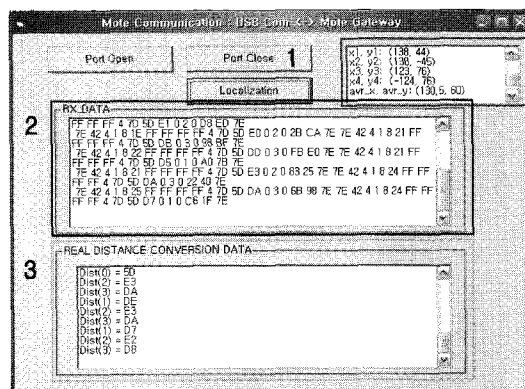 Mote Communication : USB Com <-> Mote Gateway
Port Open
Port Close
1
Localization
x1, y1: (138, 44)
x2, y2: (138, -45)
x3, y3: (123, 76)
x4, y4: (-124, 76)
avr_x, avr_y: (130,5, 60)
2
RX DATA
FF FF FF 4 7D 5D E1 0 2 0 D8 ED 7E
7E 42 4 1 8 1E FF FF FF FF 4 7D 5D E0 0 2 0 2B CA 7E 7E 42 4 1 8 21 FF
FF FF FF 4 7D 5D DB 0 3 0 98 BF 7E
7E 42 4 1 8 22 FF FF FF FF 4 7D 5D DD 0 3 0 FB E0 7E 7E 42 4 1 8 21 FF
FF FF FF 4 7D 5D D5 0 1 0 A0 7B 7E
7E 42 4 1 8 21 FF FF FF FF 4 7D 5D E3 0 2 0 83 25 7E 7E 42 4 1 8 24 FF FF
FF FF 4 7D 5D DA 0 3 0 22 40 7E
7E 42 4 1 8 25 FF FF FF FF 4 7D 5D DA 0 3 0 6B 98 7E 7E 42 4 1 8 24 FF FF
FF FF 4 7D 5D D7 0 1 0 C6 1F 7E
3
REAL DISTANCE CONVERSION DATA
Dist(0) = 5D
Dist(2) = E3
Dist(3) = DA
Dist(1) = DE
Dist(2) = E3
Dist(3) = DA
Dist(1) = D7
Dist(2) = E2
Dist(3) = D8